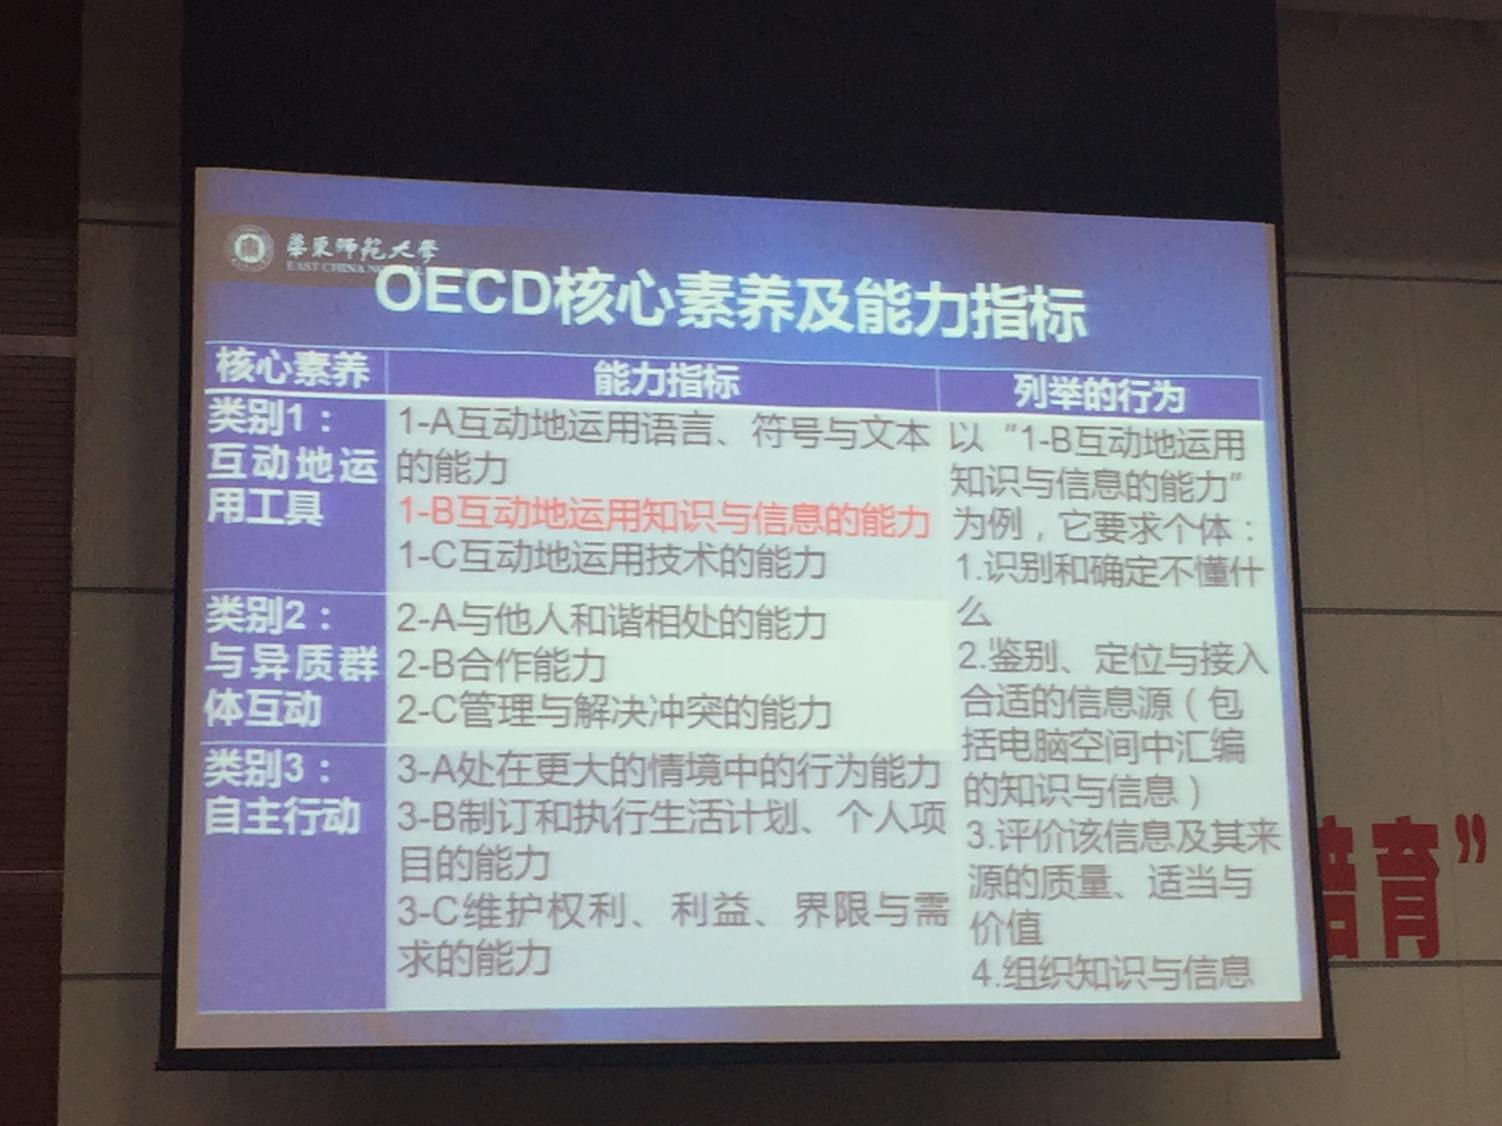 華東師範大學
EAST CHINA N
OECD核心素养及能力指标
核心素养
能力指标
列举的行为
类别1：
互动地运
用工具
1-A互动地运用语言、符号与文本
的能力
1-B互动地运用知识与信息的能力
1-C互动地运用技术的能力
类别2：
与异质群
体互动
2-A与他人和谐相处的能力
2-B合作能力
2-C管理与解决冲突的能力
类别3：
自主行动
3-A处在更大的情境中的行为能力
3-B制订和执行生活计划、个人项
目的能力
3-C维护权利、利益、界限与需
求的能力
以“1-B互动地运用
知识与信息的能力”
为例，它要求个体：
1.识别和确定不懂什
么
2.鉴别、定位与接入
合适的信息源（包
括电脑空间中汇编
的知识与信息）
3.评价该信息及其来
源的质量、适当与
价值
4.组织知识与信息
培育”